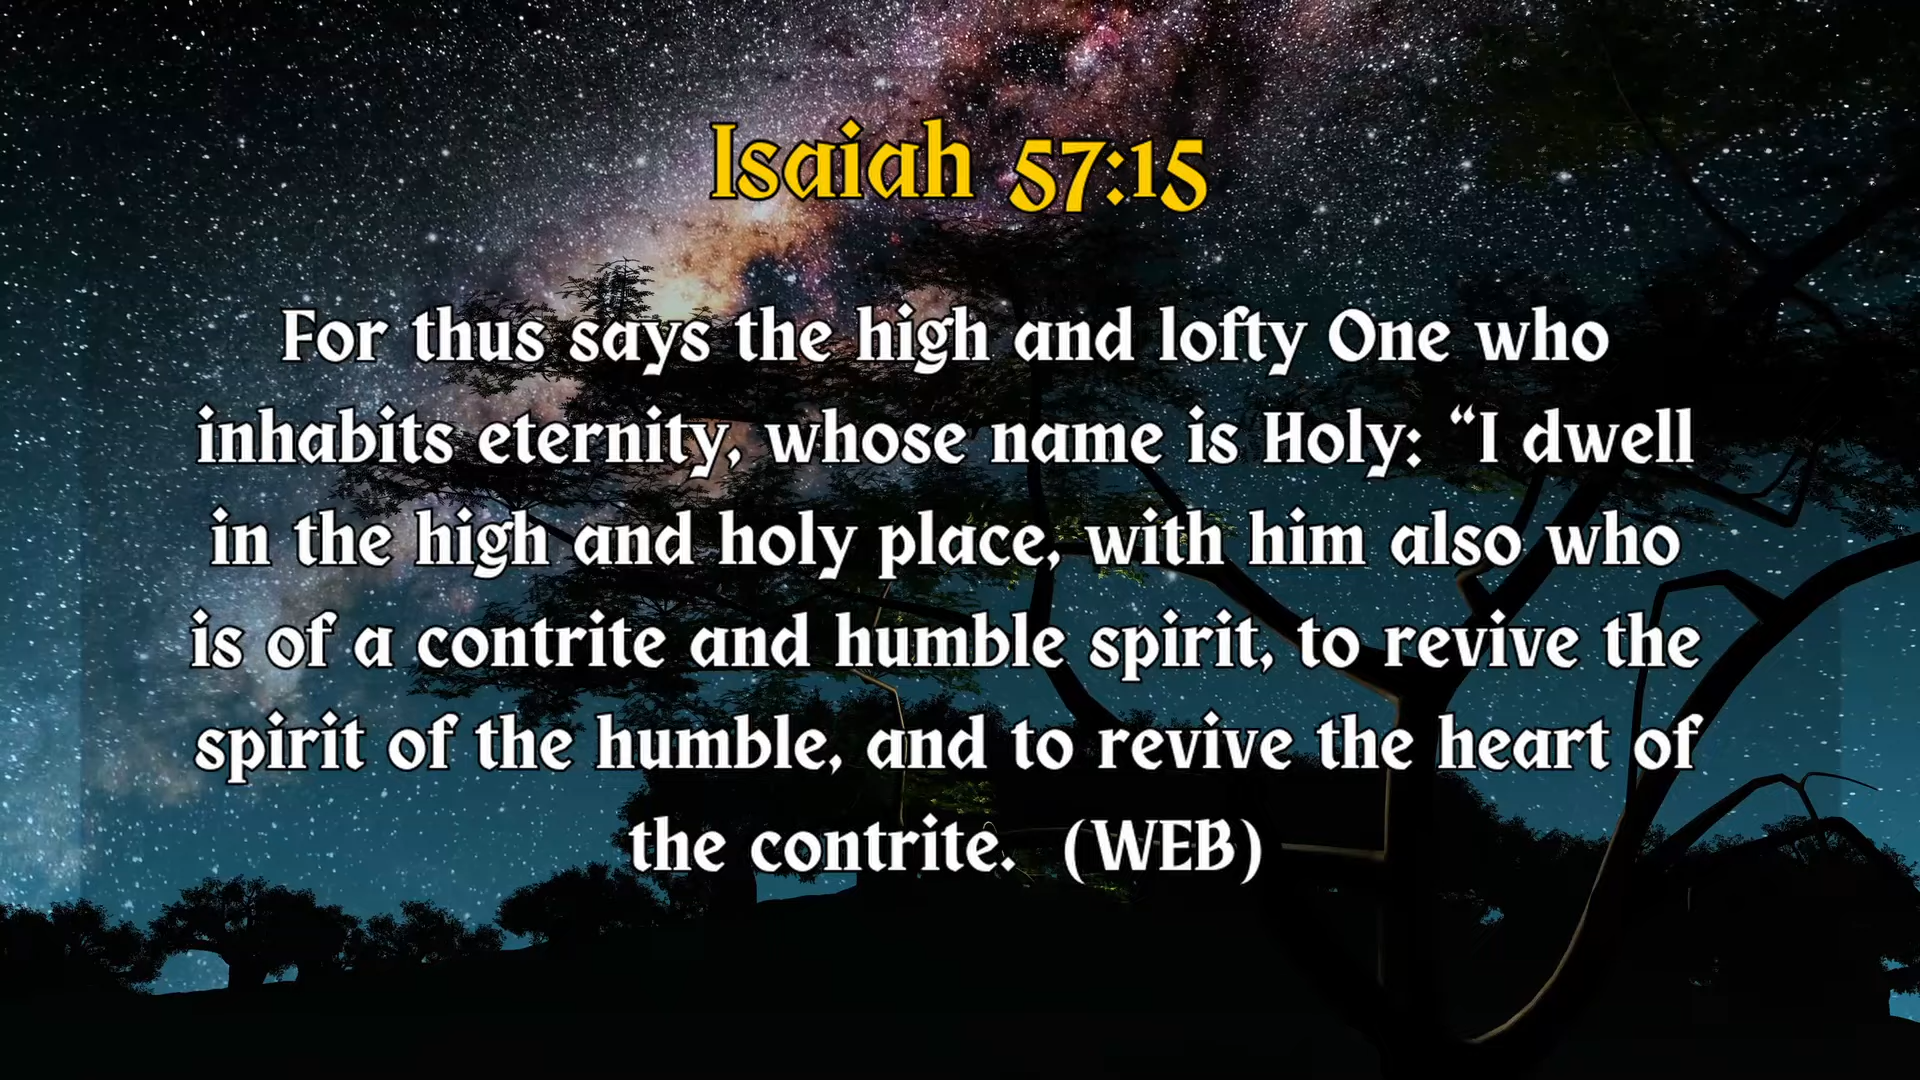 Isaiah 57:15
For thus says the high and lofty One who
inhabits eternity, whose name is Holy: “I dwell
in the high and holy place, with him also who
is of a contrite and humble spirit, to revive the
spirit of the humble, and to revive the heart of
the contrite.  (WEB)